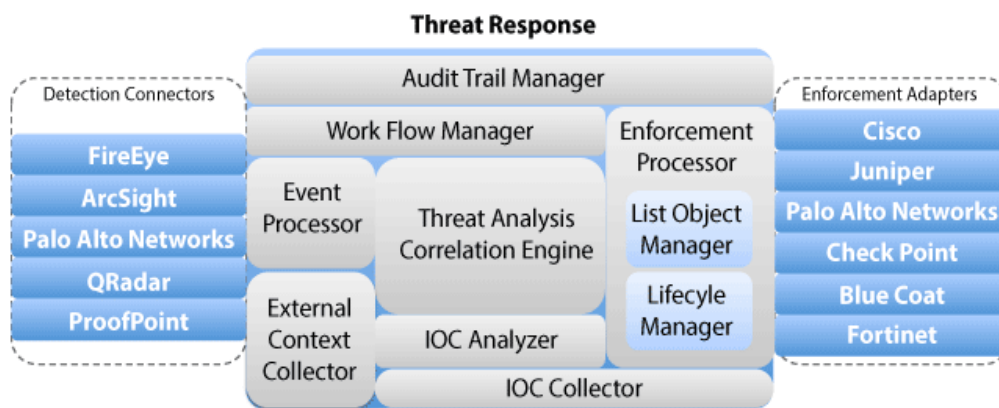 Threat Response
Detection Connectors
FireEye
ArcSight
Palo Alto Networks
QRadar
ProofPoint
Audit Trail Manager
Work Flow Manager
Event
Processor
Threat Analysis
Correlation Engine
External
Context
Collector
IOC Analyzer
IOC Collector
Enforcement
Processor
List Object
Manager
Lifecyle
Manager
Enforcement Adapters
Cisco
Juniper
Palo Alto Networks
Check Point
Blue Coat
Fortinet